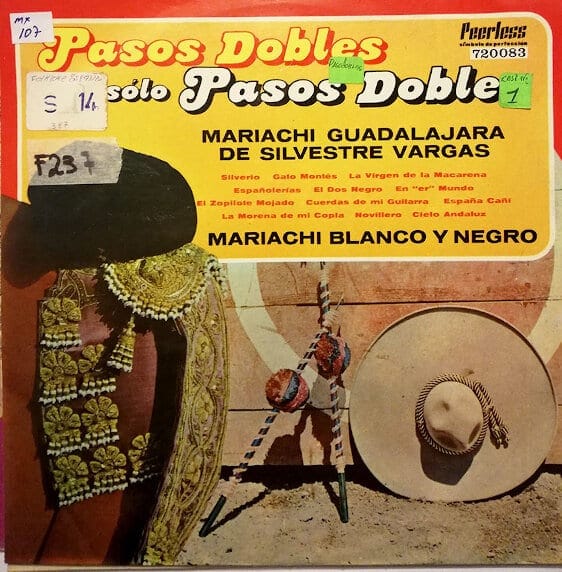 MX
107
Peerless
símbolo de perfección
720083
Pasos Dobles
sólo Pasos Doble
S 14
F237
1
MARIACHI GUADALAJARA
DE SILVESTRE VARGAS
Silverio Galo Montés La Virgen de la Macarena
Españolerías El Dos Negro En "er" Mundo
El Zopilote Mojado Cuerdas de mi Guitarra España Cañí
La Morena de mi Copla Novillero Cielo Andaluz
MARIACHI BLANCO Y NEGRO